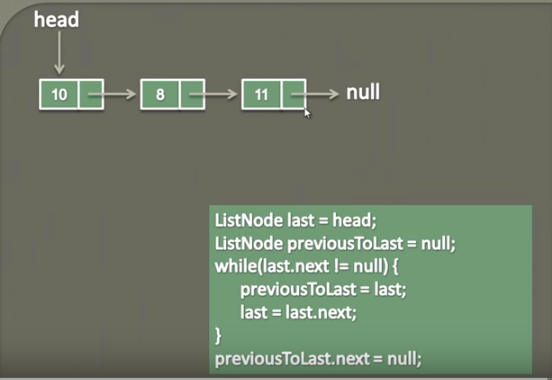 head
10 8 11 null
ListNode last = head;
ListNode previousToLast = null;
while(last.next != null) {
previousToLast = last;
last = last.next;
}
previousToLast.next = null;